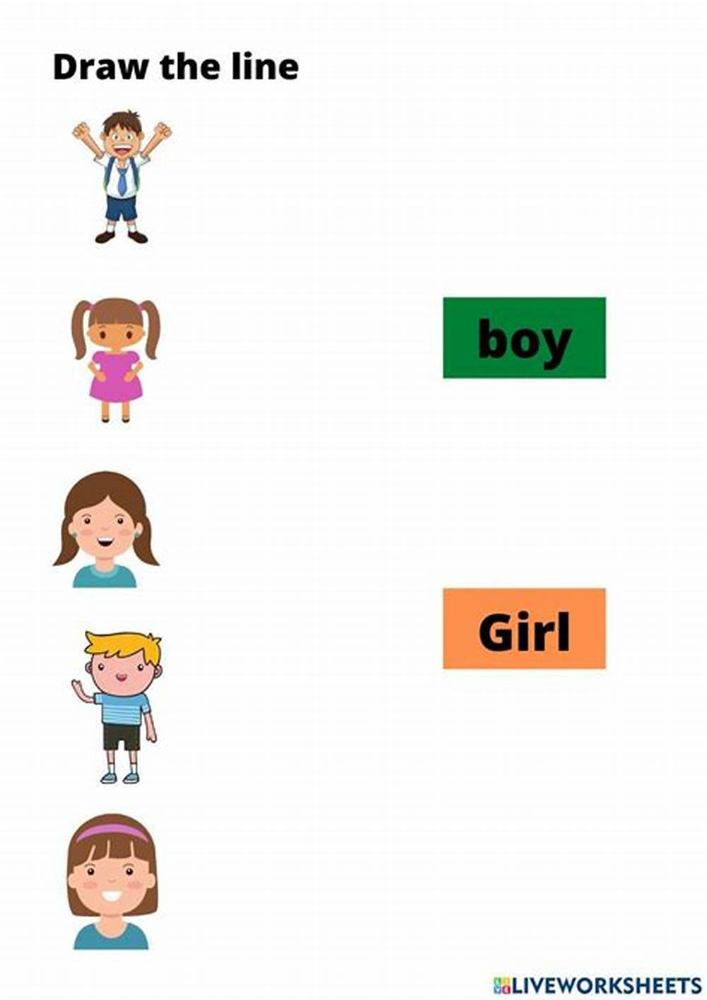 Draw the line
boy
Girl
LIVEWORKSHEETS